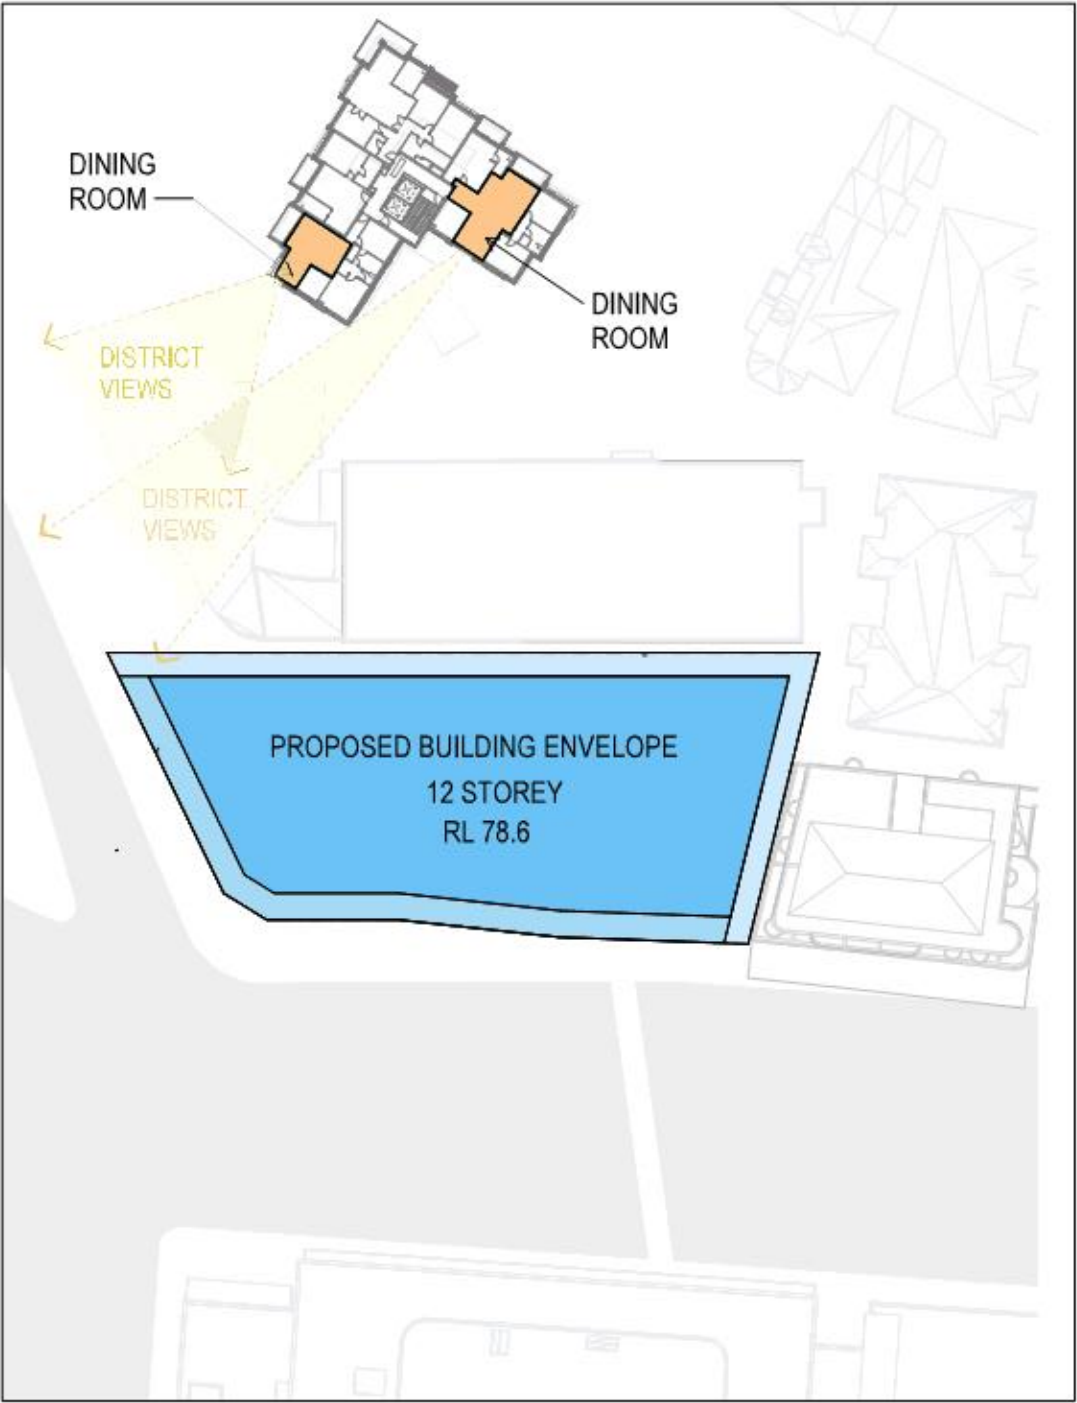 DINING
ROOM
DINING
ROOM
DISTRICT
VIEWS
DISTRICT
VIEWS
PROPOSED BUILDING ENVELOPE
12 STOREY
RL 78.6